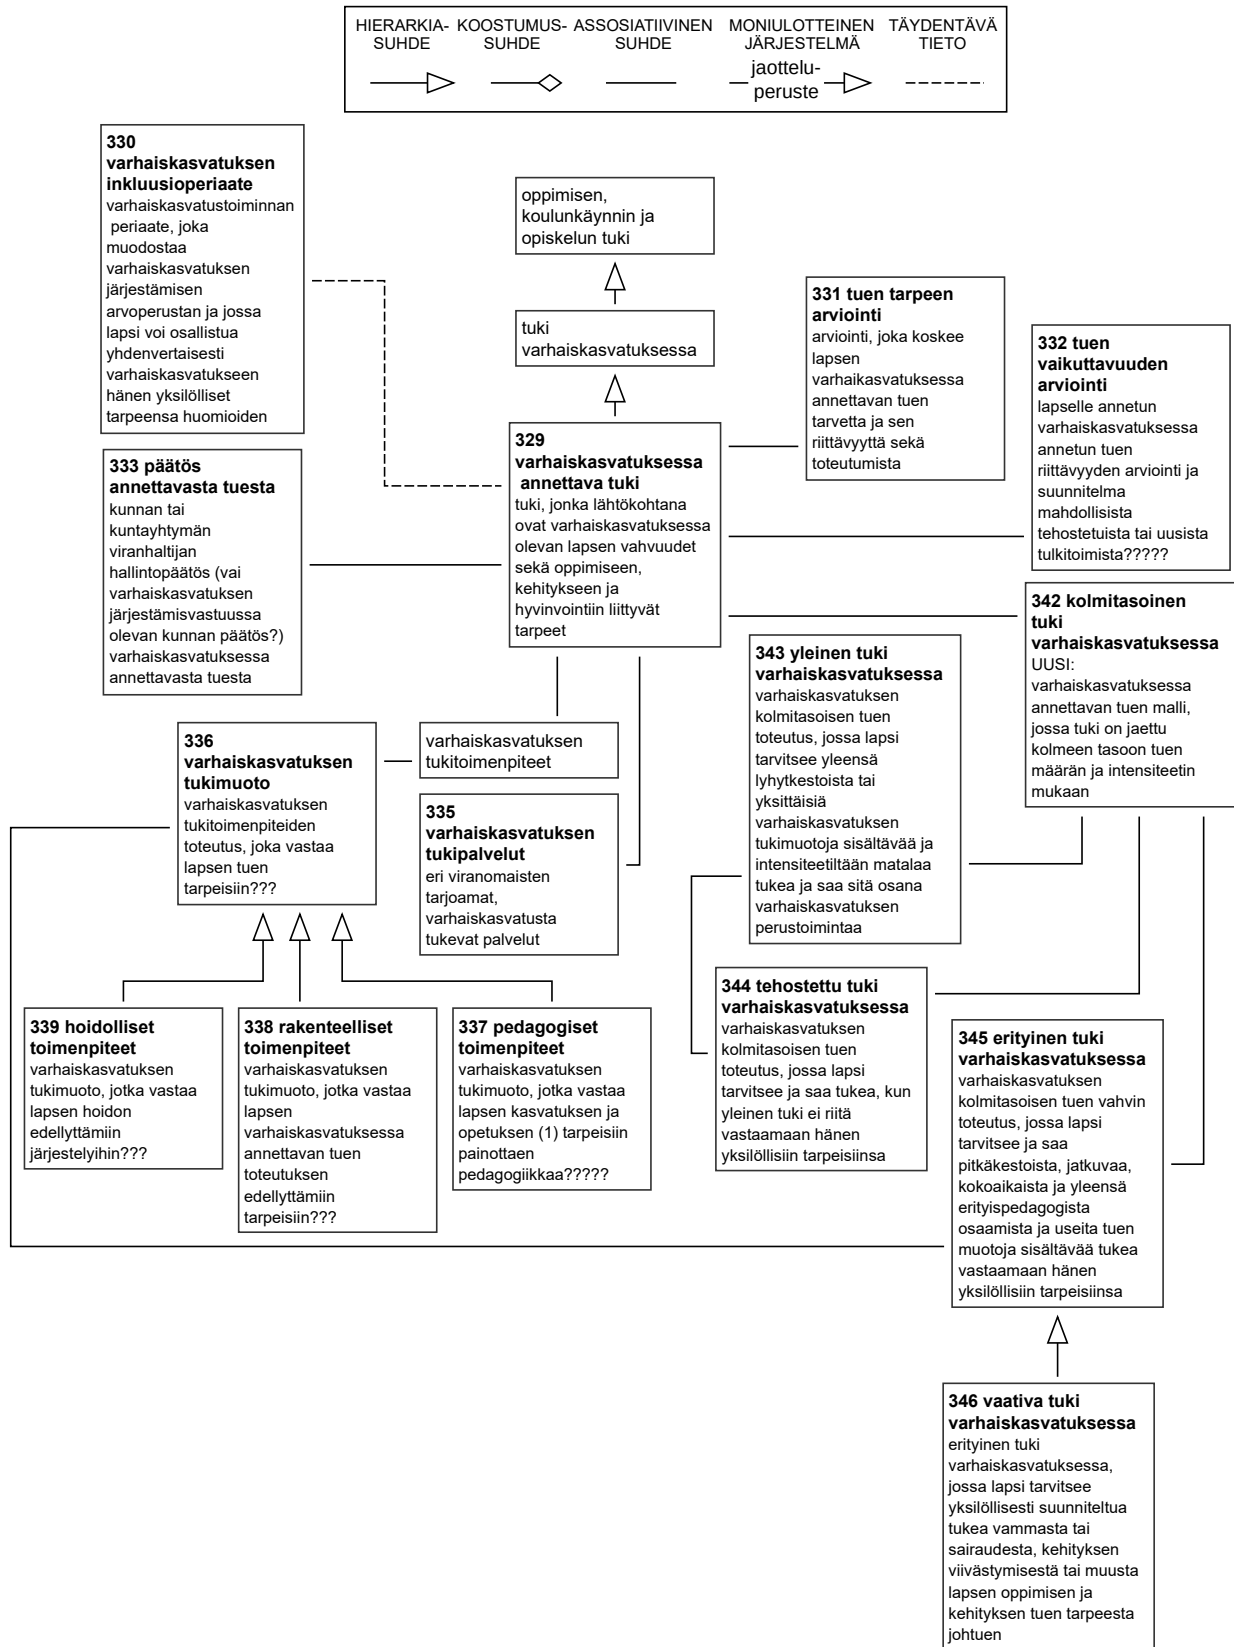 HIERARKIA-
SUHDE
KOOSTUMUS-
SUHDE
ASSOSIATIIVINEN
SUHDE
MONIULOTTEINEN
JÄRJESTELMÄ
TÄYDENTÄVÄ
TIETO
jaottelu-
peruste
330
varhaiskasvatuksen
inkluusioperiaate
varhaiskasvatustoiminnan
periaate, joka
muodostaa
varhaiskasvatuksen
järjestämisen
arvoperustan ja jossa
lapsi voi osallistua
yhdenvertaisesti
varhaiskasvatukseen
hänen yksilölliset
tarpeensa huomioiden
oppimisen,
koulunkäynnin ja
opiskelun tuki
tuki
varhaiskasvatuksessa
331 tuen tarpeen
arviointi
arviointi, joka koskee
lapsen
varhaikasvatuksessa
annettavan tuen
tarvetta ja sen
riittävyyttä sekä
toteutumista
332 tuen
vaikuttavuuden
arviointi
lapselle annetun
varhaiskasvatuksessa
annetun tuen
riittävyyden arviointi ja
suunnitelma
mahdollisista
tehostetuista tai uusista
tulkitoimista?????
333 päätös
annettavasta tuesta
kunnan tai
kuntayhtymän
viranhaltijan
hallintopäätös (vai
varhaiskasvatuksen
järjestämisvastuussa
olevan kunnan päätös?)
varhaiskasvatuksessa
annettavasta tuesta
329
varhaiskasvatuksessa
annettava tuki
tuki, jonka lähtökohtana
ovat varhaiskasvatuksessa
olevan lapsen vahvuudet
sekä oppimiseen,
kehitykseen ja
hyvinvointiin liittyvät
tarpeet
342 kolmitasoinen
tuki
varhaiskasvatuksessa
UUSI:
varhaiskasvatuksessa
annettavan tuen malli,
jossa tuki on jaettu
kolmeen tasoon tuen
määrän ja intensiteetin
mukaan
343 yleinen tuki
varhaiskasvatuksessa
varhaiskasvatuksen
kolmitasoisen tuen
toteutus, jossa lapsi
tarvitsee yleensä
lyhytkestoista tai
yksittäisiä
varhaiskasvatuksen
tukimuotoja sisältävää ja
intensiteetiltään matalaa
tukea ja saa sitä osana
varhaiskasvatuksen
perustoimintaa
336
varhaiskasvatuksen
tukimuoto
varhaiskasvatuksen
tukitoimenpiteiden
toteutus, joka vastaa
lapsen tuen
tarpeisiin???
varhaiskasvatuksen
tukitoimenpiteet
335
varhaiskasvatuksen
tukipalvelut
eri viranomaisten
tarjoamat,
varhaiskasvatusta
tukevat palvelut
344 tehostettu tuki
varhaiskasvatuksessa
varhaiskasvatuksen
kolmitasoisen tuen
toteutus, jossa lapsi
tarvitsee ja saa tukea, kun
yleinen tuki ei riitä
vastaamaan hänen
yksilöllisiin tarpeisiinsa
339 hoidolliset
toimenpiteet
varhaiskasvatuksen
tukimuoto, jotka vastaa
lapsen hoidon
edellyttämiin
järjestelyihin???
338 rakenteelliset
toimenpiteet
varhaiskasvatuksen
tukimuoto, jotka vastaa
lapsen
varhaiskasvatuksessa
annettavan tuen
toteutuksen
edellyttämiin
tarpeisiin???
337 pedagogiset
toimenpiteet
varhaiskasvatuksen
tukimuoto, jotka vastaa
lapsen kasvatuksen ja
opetuksen (1) tarpeisiin
painottaen
pedagogiikkaa?????
345 erityinen tuki
varhaiskasvatuksessa
varhaiskasvatuksen
kolmitasoisen tuen vahvin
toteutus, jossa lapsi
tarvitsee ja saa
pitkäkestoista, jatkuvaa,
kokoaikaista ja yleensä
erityispedagogista
osaamista ja useita tuen
muotoja sisältävää tukea
vastaamaan hänen
yksilöllisiin tarpeisiinsa
346 vaativa tuki
varhaiskasvatuksessa
erityinen tuki
varhaiskasvatuksessa,
jossa lapsi tarvitsee
yksilöllisesti suunniteltua
tukea vammasta tai
sairaudesta, kehityksen
viivästymisestä tai muusta
lapsen oppimisen ja
kehityksen tuen tarpeesta
johtuen